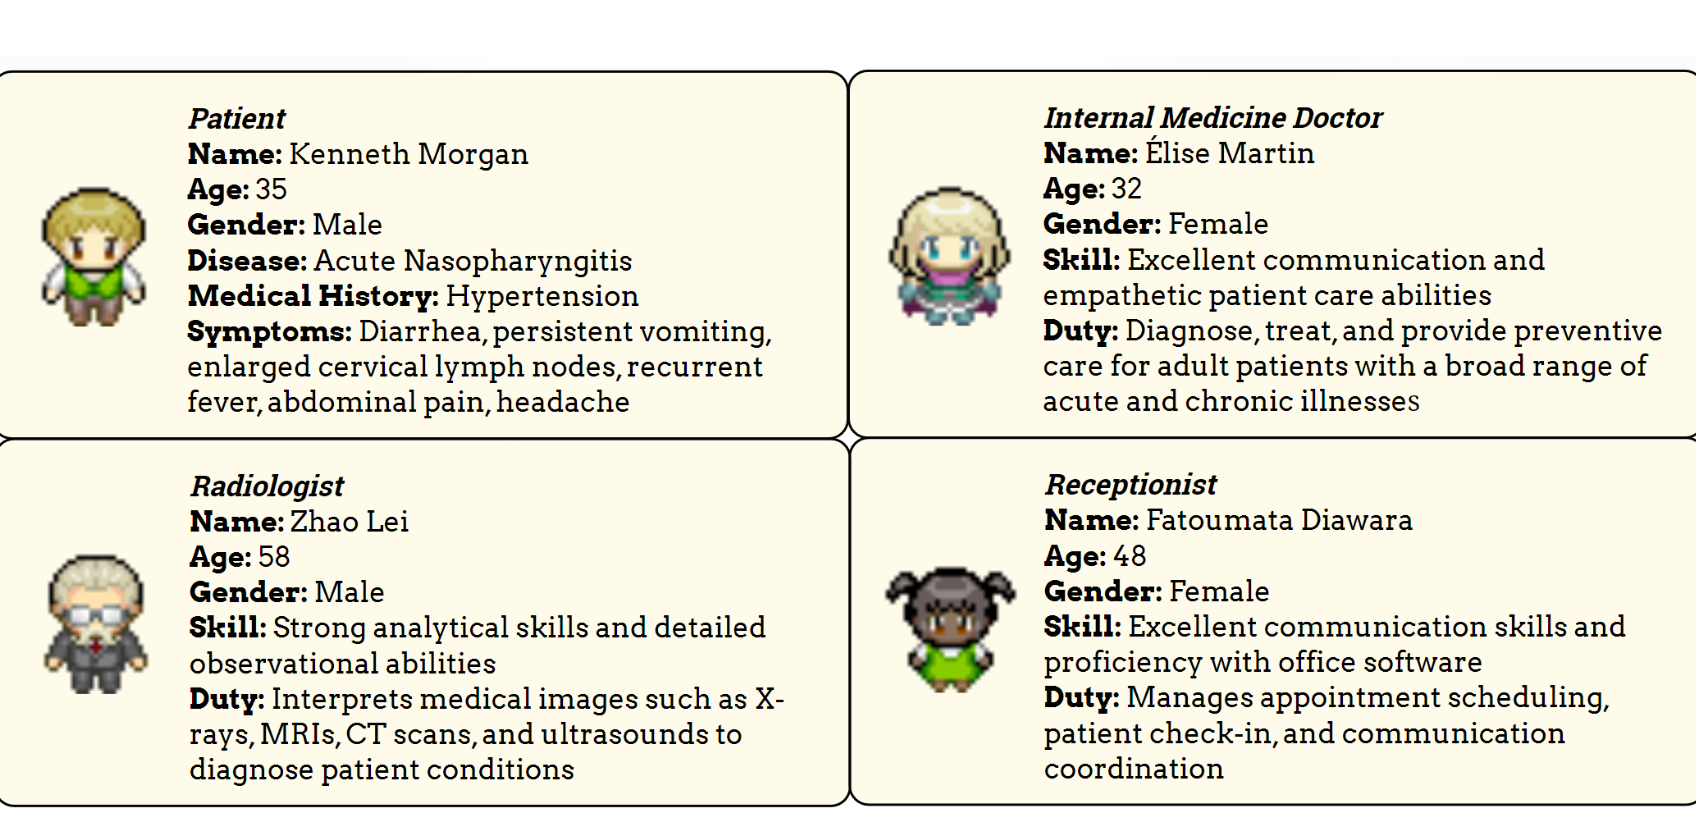 Patient
Name: Kenneth Morgan
Age: 35
Gender: Male
Disease: Acute Nasopharyngitis
Medical History: Hypertension
Symptoms: Diarrhea, persistent vomiting,
enlarged cervical lymph nodes, recurrent
fever, abdominal pain, headache
Internal Medicine Doctor
Name: Élise Martin
Age: 32
Gender: Female
Skill: Excellent communication and
empathetic patient care abilities
Duty: Diagnose, treat, and provide preventive
care for adult patients with a broad range of
acute and chronic illnesses
Radiologist
Name: Zhao Lei
Age: 58
Gender: Male
Skill: Strong analytical skills and detailed
observational abilities
Duty: Interprets medical images such as X-
rays, MRIs, CT scans, and ultrasounds to
diagnose patient conditions
Receptionist
Name: Fatoumata Diawara
Age: 48
Gender: Female
Skill: Excellent communication skills and
proficiency with office software
Duty: Manages appointment scheduling,
patient check-in, and communication
coordination